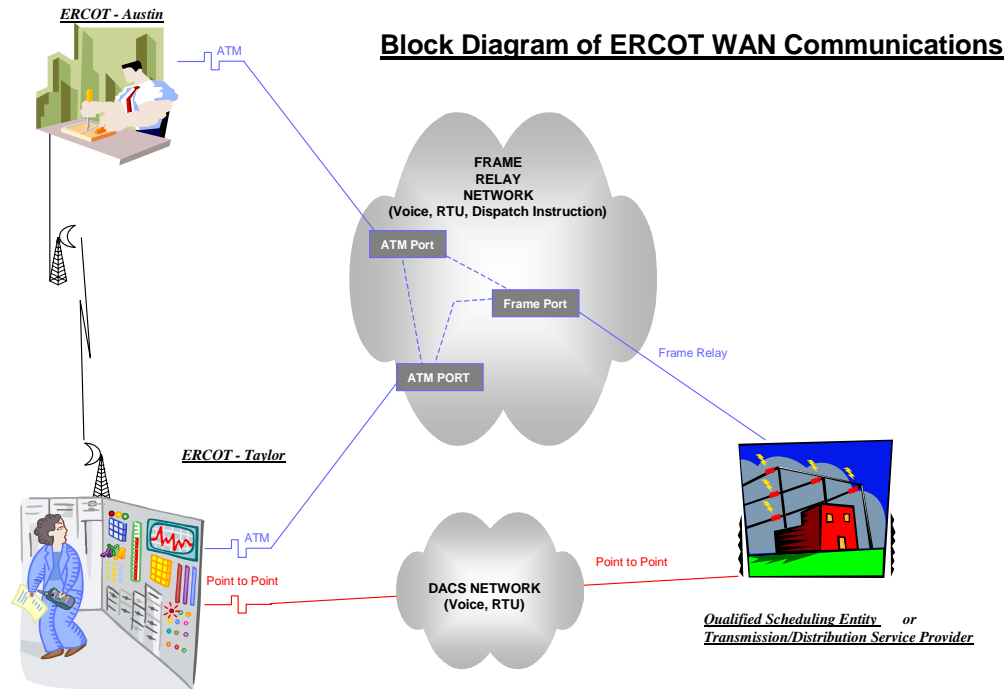 ERCOT - Austin
Block Diagram of ERCOT WAN Communications
ATM
FRAME
RELAY
NETWORK
(Voice, RTU, Dispatch Instruction)
ATM Port
Frame Port
ATM PORT
Frame Relay
ERCOT - Taylor
ATM
Point to Point
DACS NETWORK
(Voice, RTU)
Point to Point
Qualified Scheduling Entity or
Transmission/Distribution Service Provider